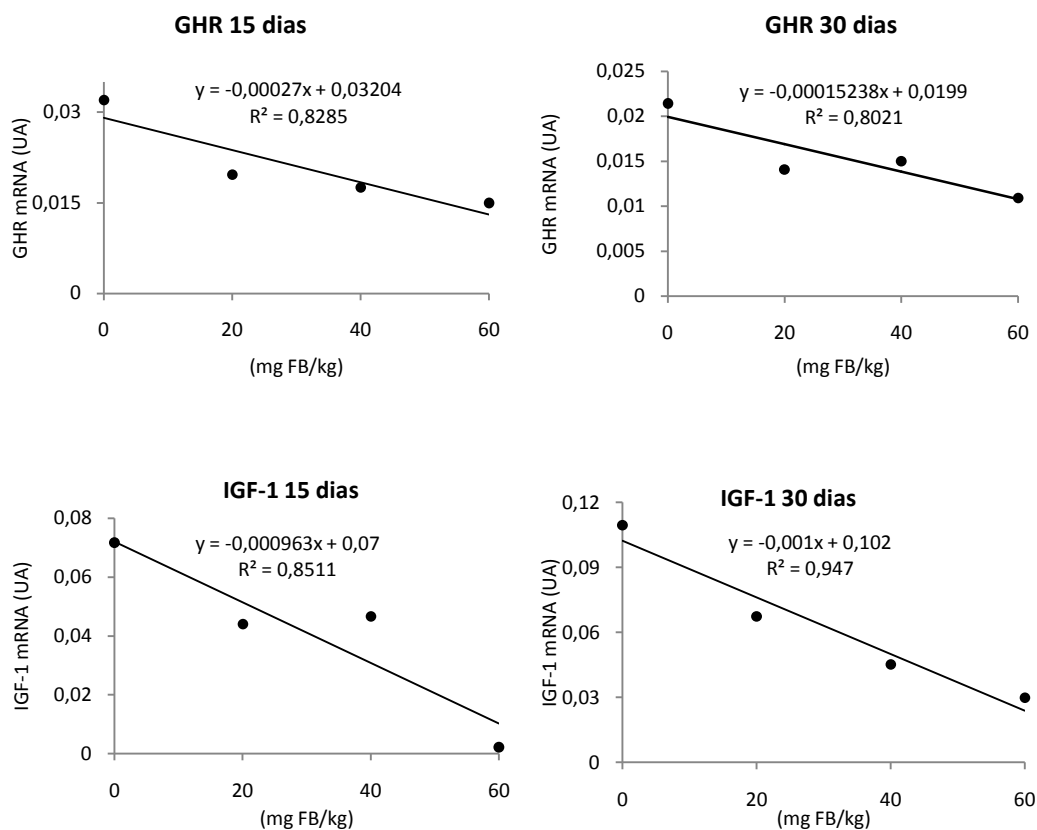 GHR 15 dias
y = -0,00027x + 0,03204
R² = 0,8285
GHR mRNA (UA)
0,03
0,015
0
0 20 40 60
(mg FB/kg)
GHR 30 dias
y = -0,00015238x + 0,0199
R² = 0,8021
GHR mRNA (UA)
0,025
0,02
0,015
0,01
0,005
0
0 20 40 60
(mg FB/kg)
IGF-1 15 dias
y = -0,000963x + 0,07
R² = 0,8511
IGF-1 mRNA (UA)
0,08
0,06
0,04
0,02
0
0 20 40 60
(mg FB/kg)
IGF-1 30 dias
y = -0,001x + 0,102
R² = 0,947
IGF-1 mRNA (UA)
0,12
0,09
0,06
0,03
0
0 20 40 60
(mg FB/kg)